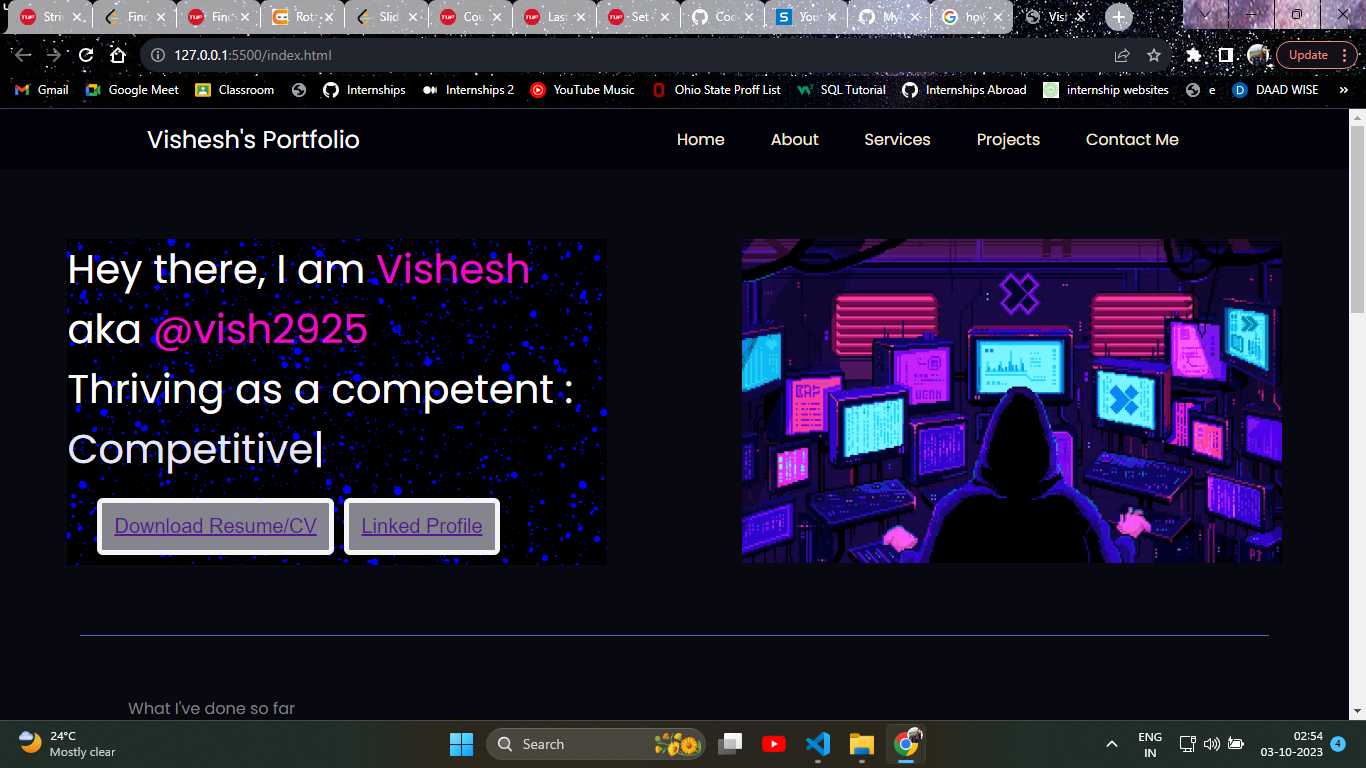 Striv
Find
Find
Rot
Slid
Cou
Last
Set
Coc
You
My
hov
Vish
127.0.0.1:5500/index.html
Update
Gmail
Google Meet
Classroom
Internships
Internships 2
YouTube Music
Ohio State Proff List
SQL Tutorial
Internships Abroad
internship websites
e
D DAAD WISE
»
Vishesh's Portfolio
Home
About
Services
Projects
Contact Me
Hey there, I am Vishesh
aka @vish2925
Thriving as a competent :
Competitive|
Download Resume/CV
Linked Profile
What I've done so far
24°C
Mostly clear
Search
ENG
IN
02:54
03-10-2023
4